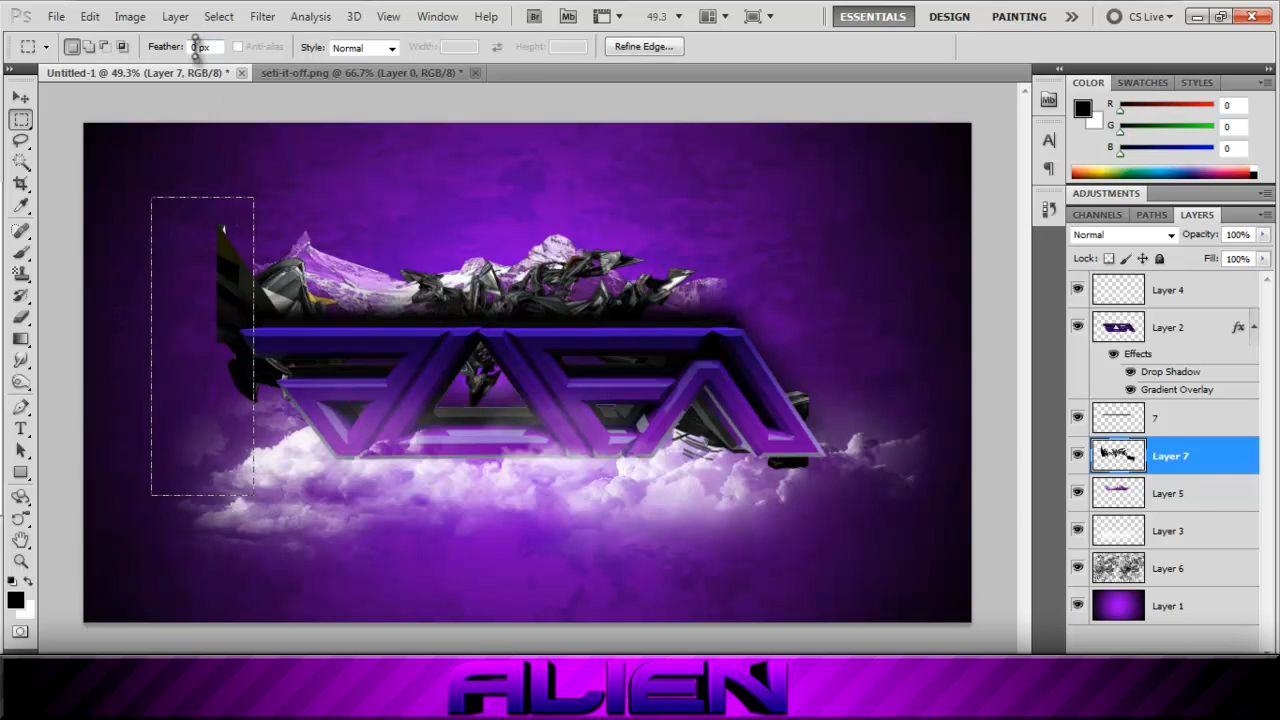 Ps File Edit Image Layer Select Filter Analysis 3D View Window Help Br Mb 49.3 ESSENTIALS DESIGN PAINTING CS Live
Feather: 0 px Anti-alias Style: Normal Width: Height: Refine Edge...
Untitled-1 @ 49.3% (Layer 7, RGB/8) * seti-it-off.png @ 66.7% (Layer 0, RGB/8) *
COLOR SWATCHES STYLES
Mb
R 0
G 0
B 0
ADJUSTMENTS
CHANNELS PATHS LAYERS
Normal Opacity: 100%
Lock: Fill: 100%
Layer 4
Layer 2 fx
Effects
Drop Shadow
Gradient Overlay
7
Layer 7
Layer 5
Layer 3
Layer 6
Layer 1
ALIEN